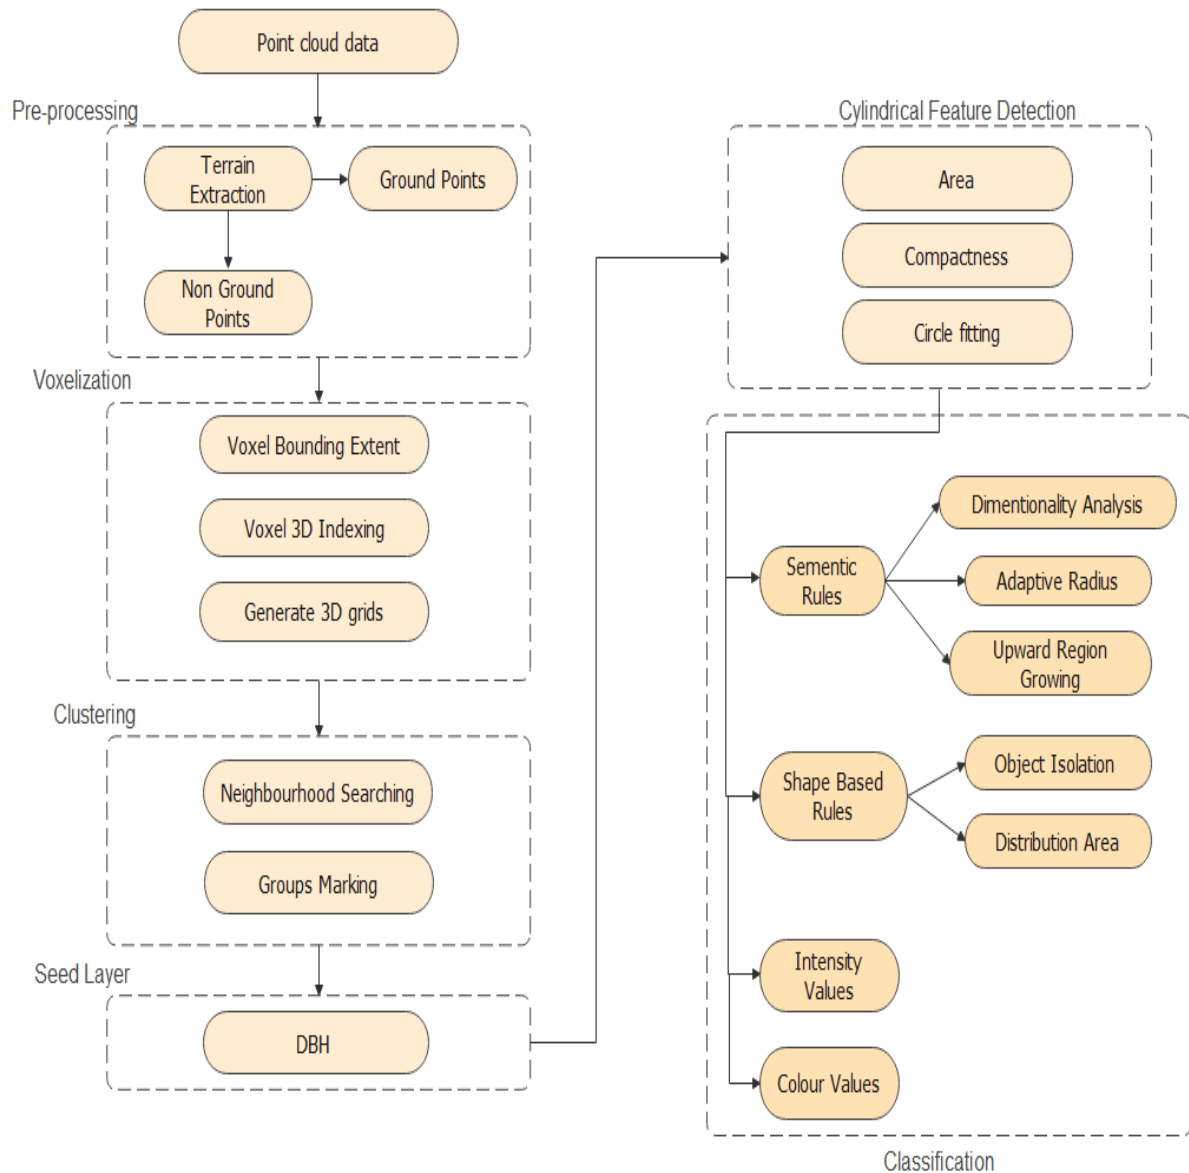 Point cloud data
Pre-processing
Terrain
Extraction
Ground Points
Non Ground
Points
Voxelization
Voxel Bounding Extent
Voxel 3D Indexing
Generate 3D grids
Clustering
Neighbourhood Searching
Groups Marking
Seed Layer
DBH
Cylindrical Feature Detection
Area
Compactness
Circle fitting
Sementic
Rules
Dimentionality Analysis
Adaptive Radius
Upward Region
Growing
Shape Based
Rules
Object Isolation
Distribution Area
Intensity
Values
Colour Values
Classification